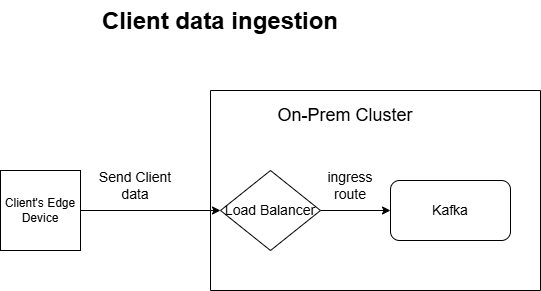 Client data ingestion
On-Prem Cluster
Send Client
data
ingress
route
Client's Edge
Device
Load Balancer
Kafka